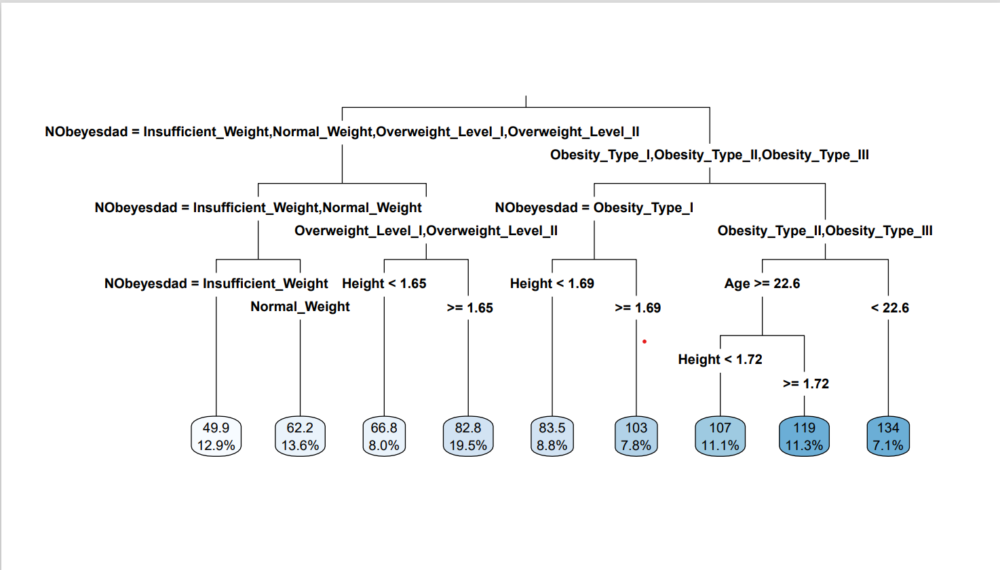 NObeyesdad = Insufficient_Weight,Normal_Weight,Overweight_Level_I,Overweight_Level_II
Obesity_Type_I,Obesity_Type_II,Obesity_Type_III
NObeyesdad = Insufficient_Weight,Normal_Weight
NObeyesdad = Obesity_Type_I
Overweight_Level_I,Overweight_Level_II
Obesity_Type_II,Obesity_Type_III
NObeyesdad = Insufficient_Weight
Height < 1.65
Height < 1.69
Age >= 22.6
Normal_Weight
>= 1.65
>= 1.69
< 22.6
Height < 1.72
>= 1.72
49.9
12.9%
62.2
13.6%
66.8
8.0%
82.8
19.5%
83.5
8.8%
103
7.8%
107
11.1%
119
11.3%
134
7.1%